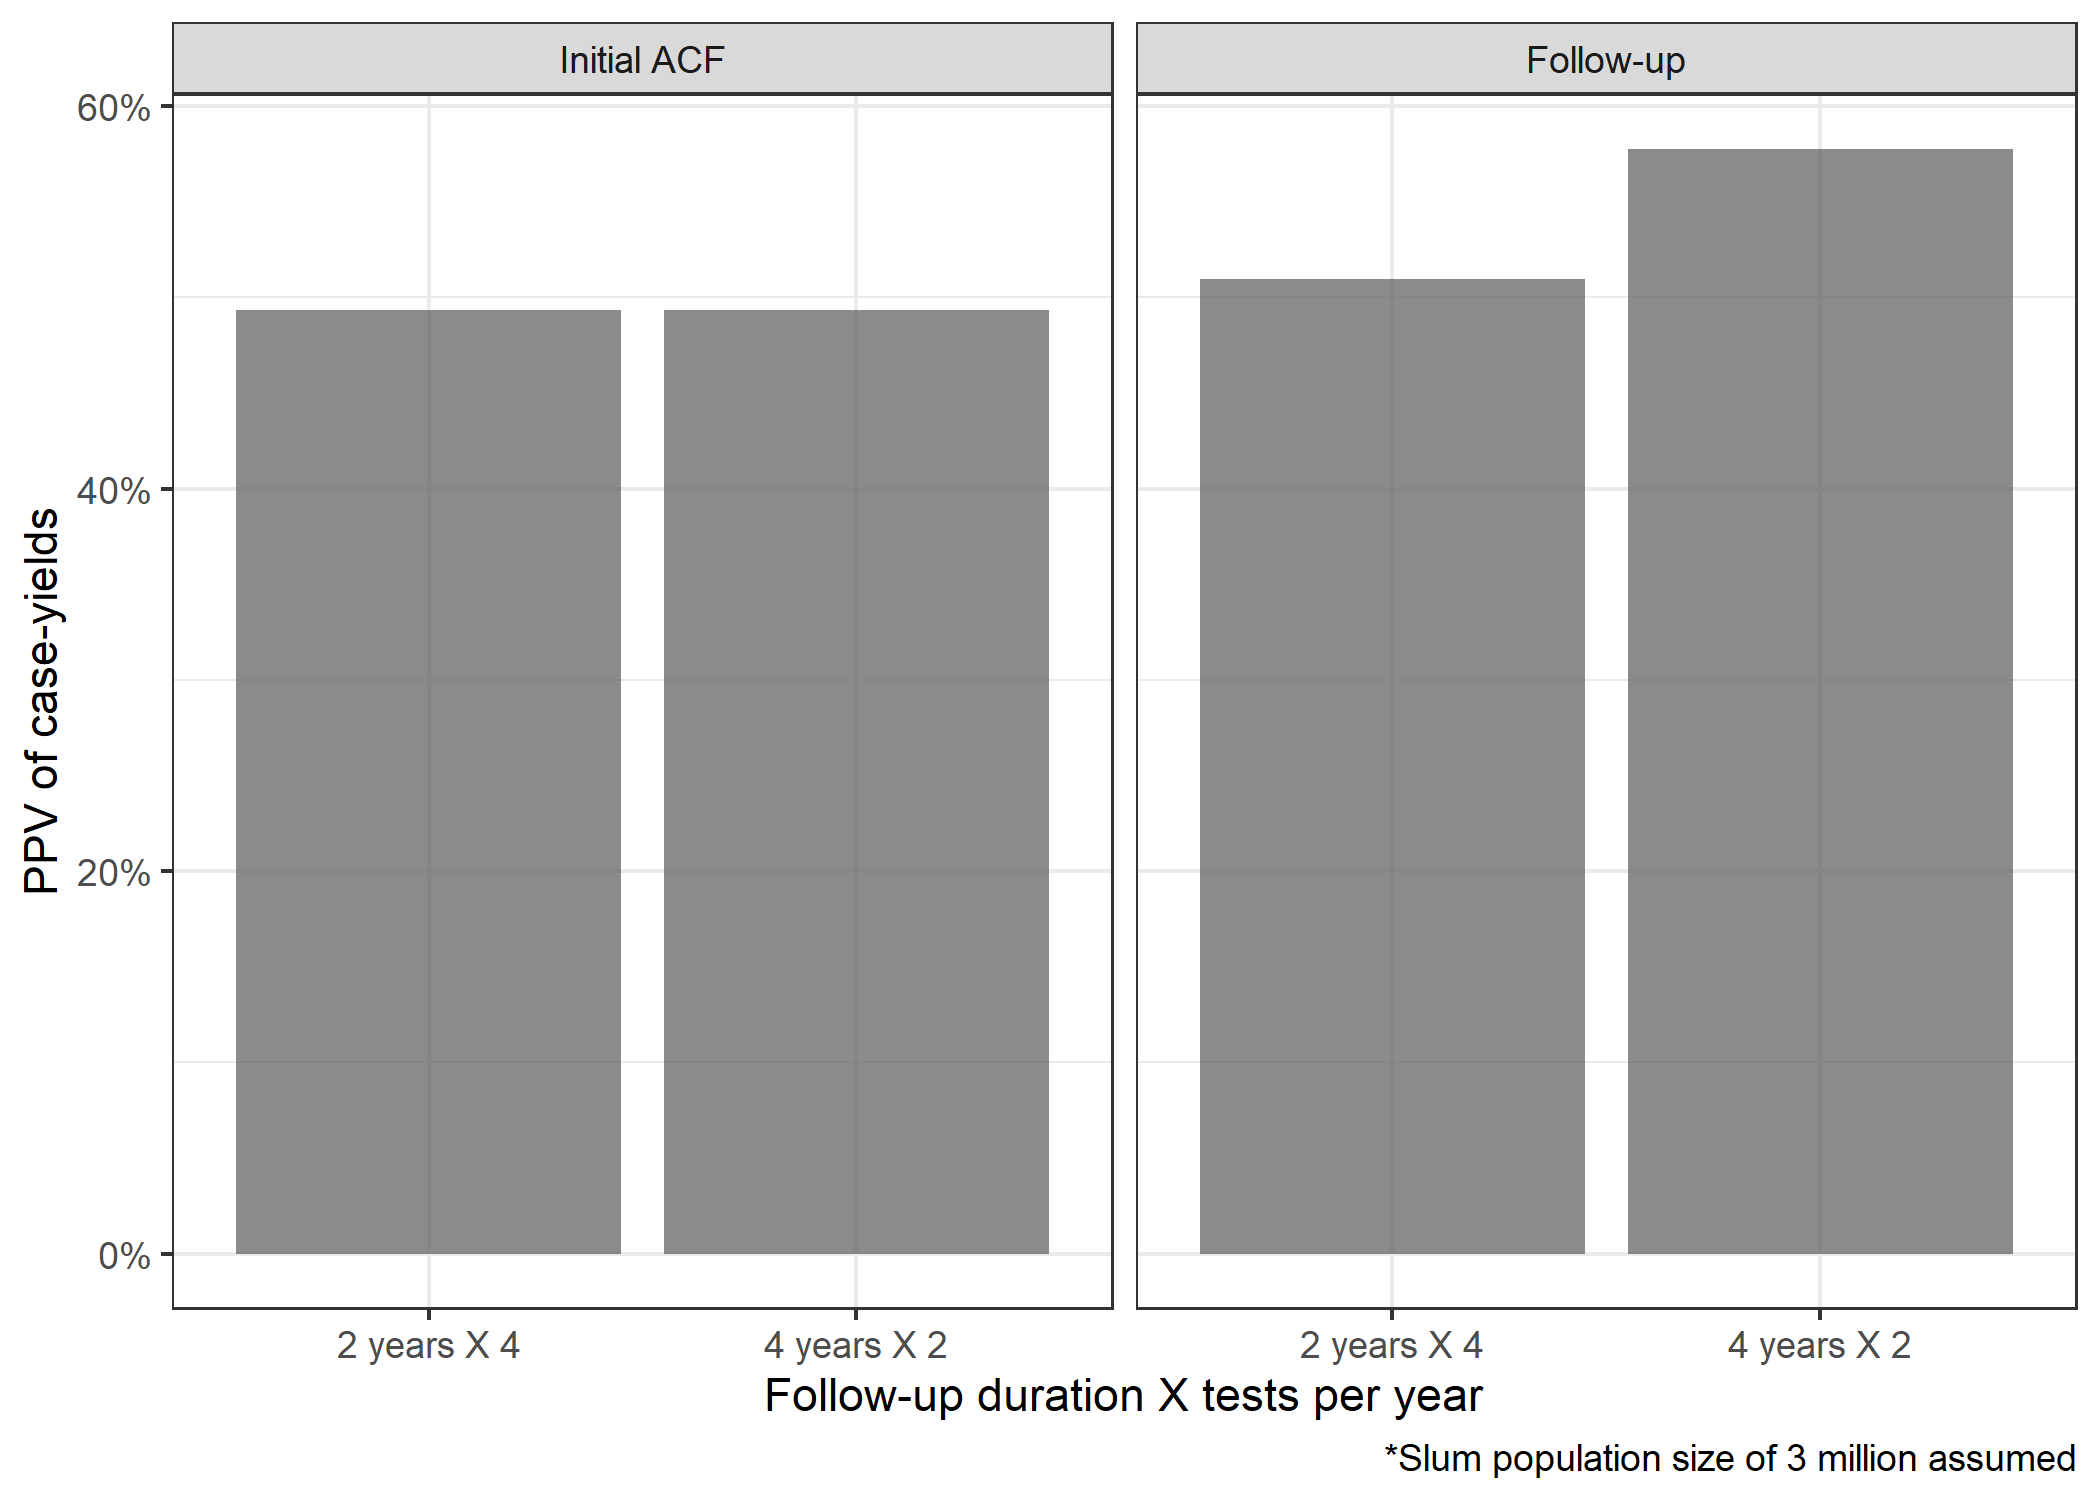 Initial ACF
Follow-up
60%
40%
20%
0%
PPV of case-yields
2 years X 4
4 years X 2
2 years X 4
4 years X 2
Follow-up duration X tests per year
*Slum population size of 3 million assumed